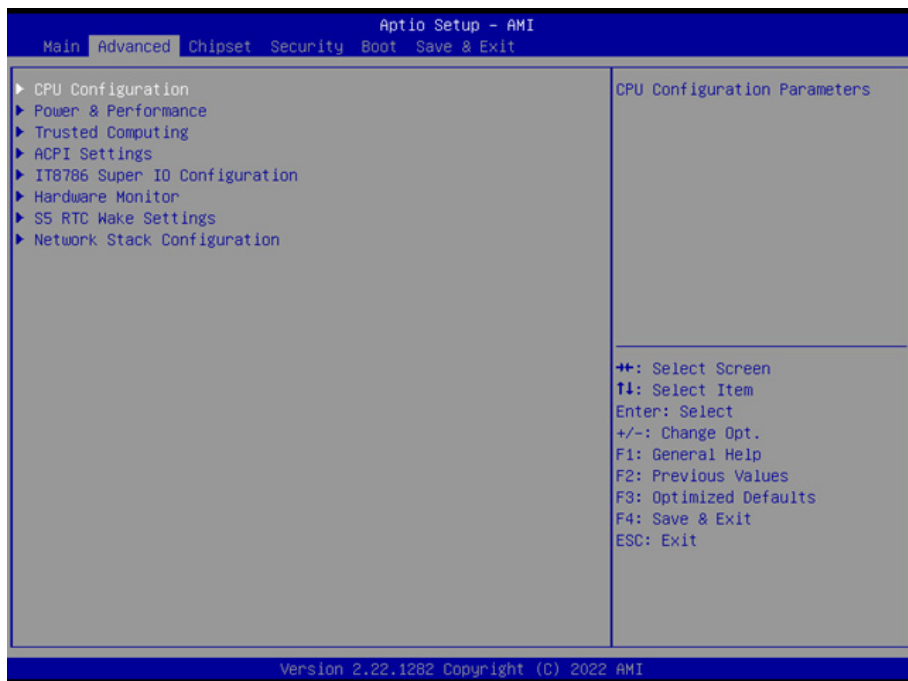 Aptio Setup - AMI
Main Advanced Chipset Security Boot Save & Exit
CPU Configuration
Power & Performance
Trusted Computing
ACPI Settings
IT8786 Super IO Configuration
Hardware Monitor
S5 RTC Wake Settings
Network Stack Configuration
CPU Configuration Parameters
→←: Select Screen
↑↓: Select Item
Enter: Select
+/-: Change Opt.
F1: General Help
F2: Previous Values
F3: Optimized Defaults
F4: Save & Exit
ESC: Exit
Version 2.22.1282 Copyright (C) 2022 AMI